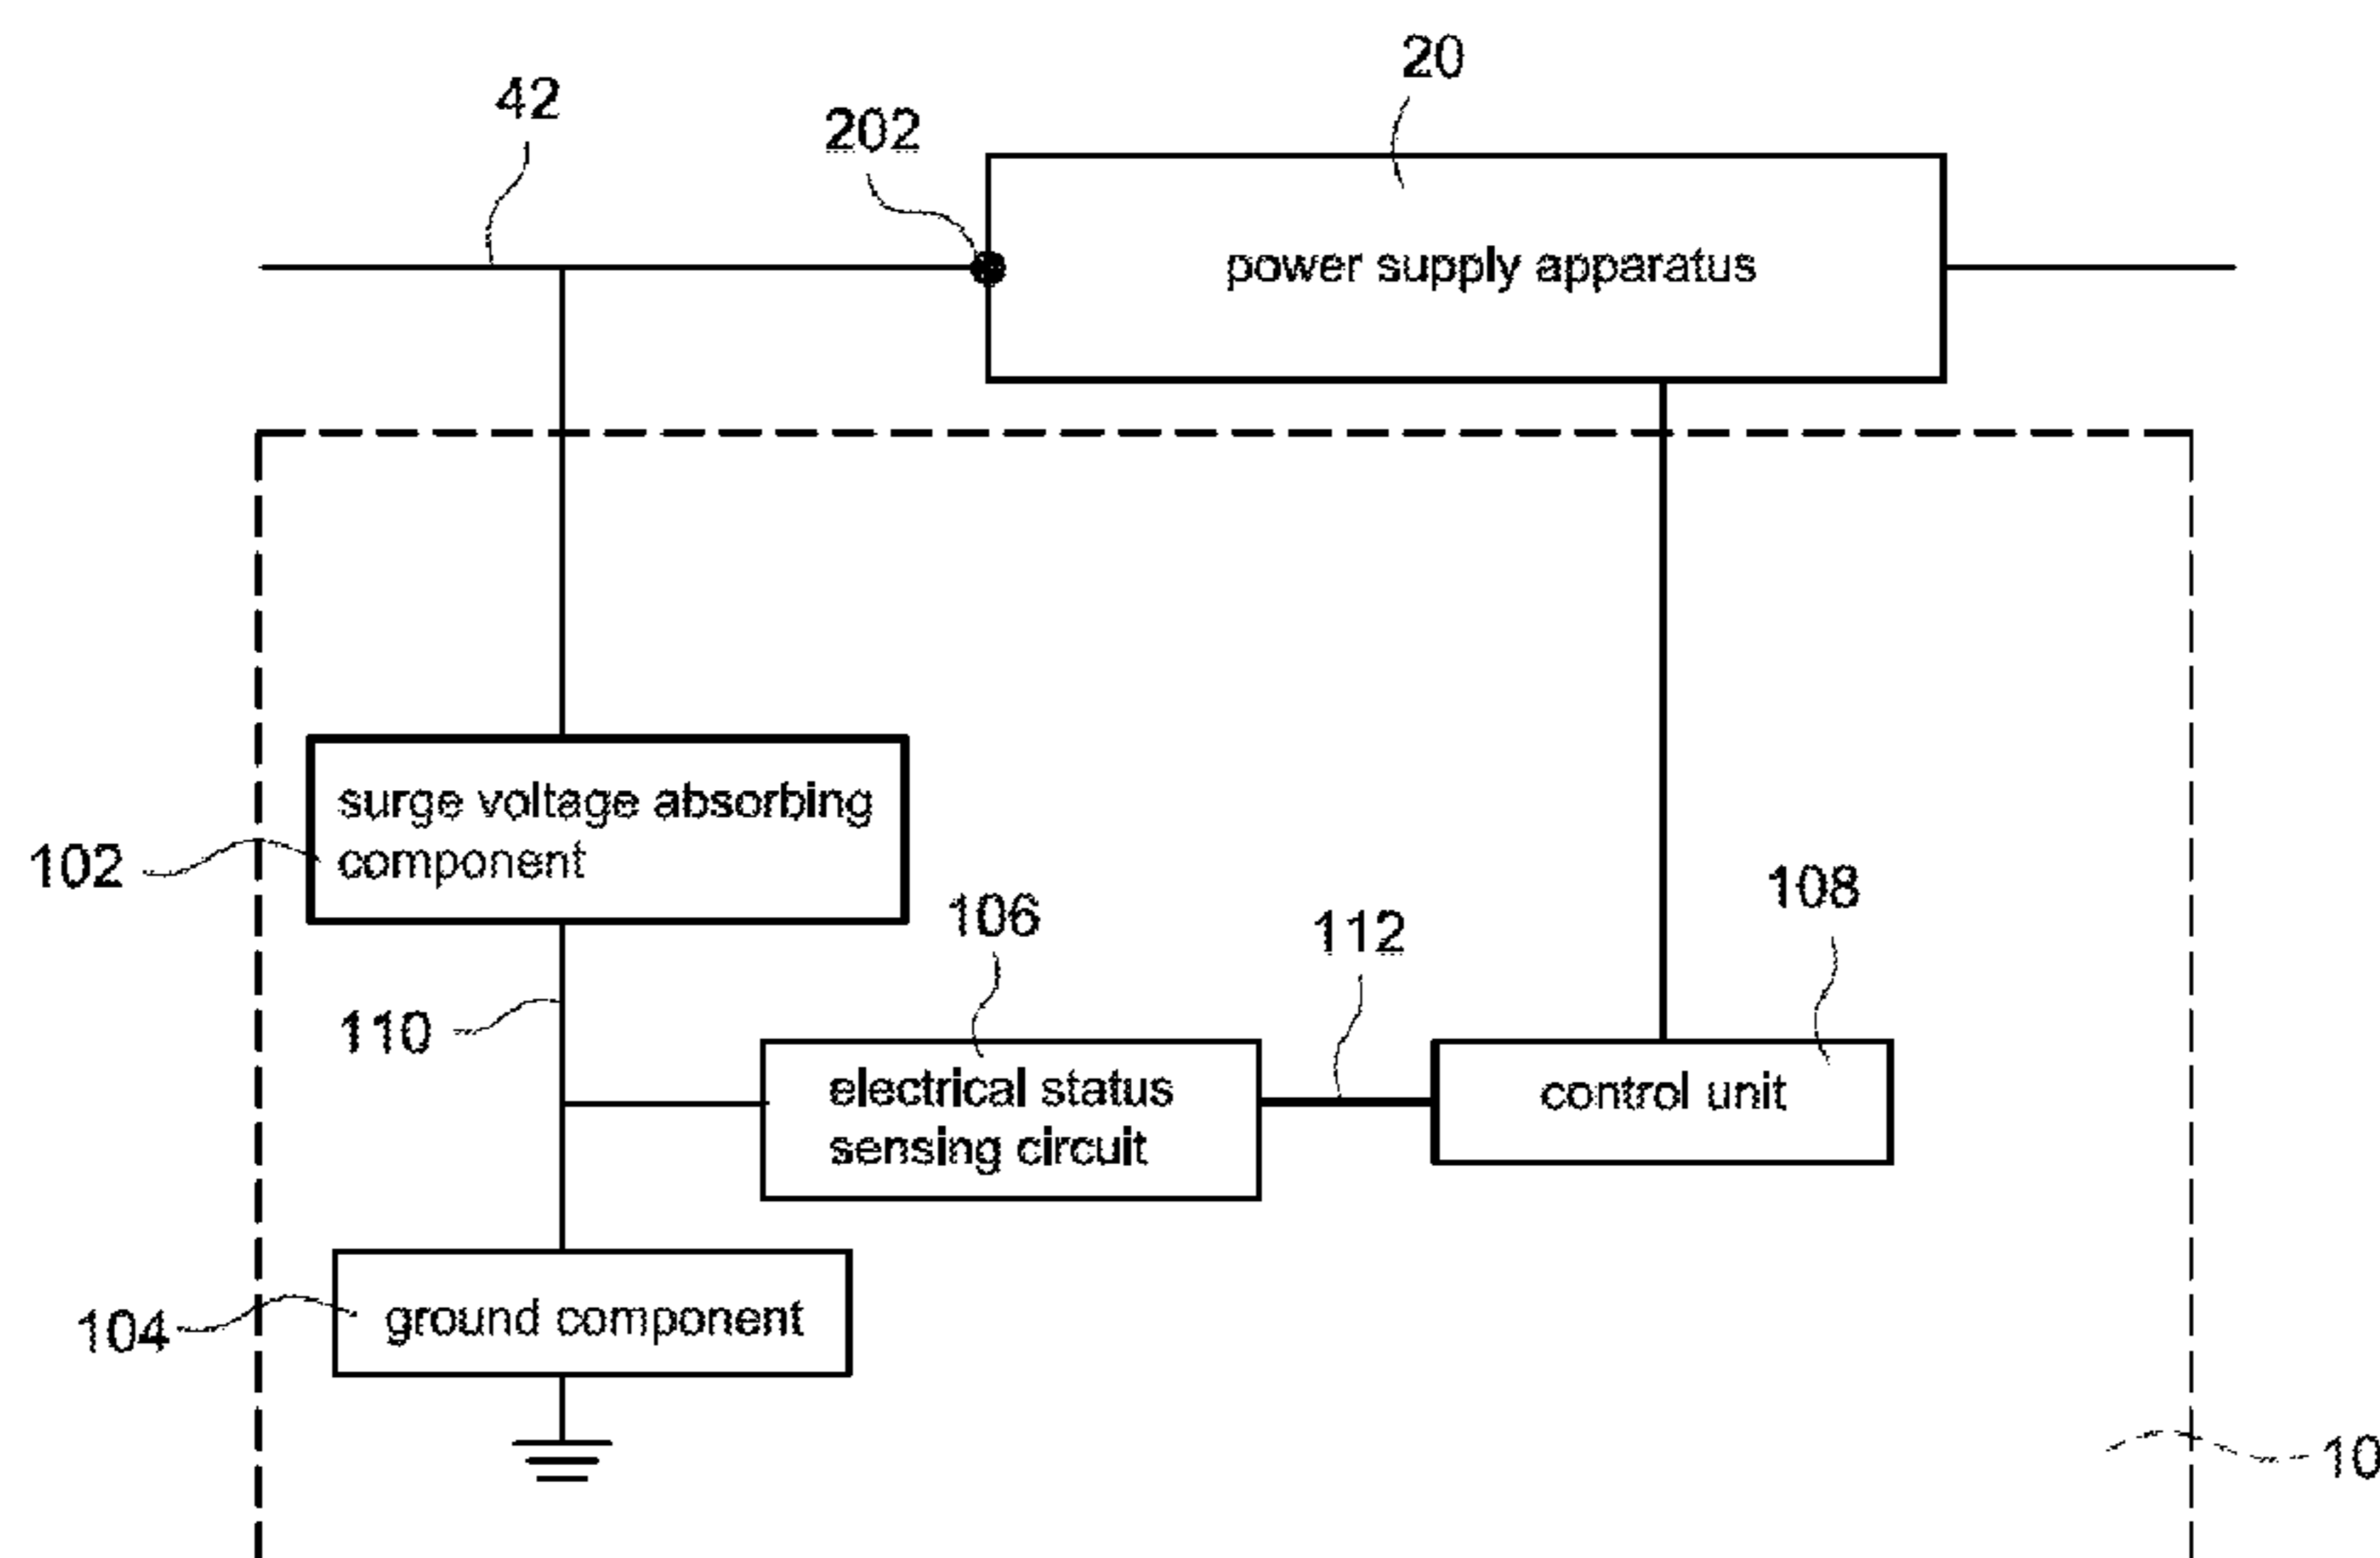 20
42
202
power supply apparatus
surge voltage absorbing
component
102
108
106
112
110
electrical status
sensing circuit
control unit
ground component
104
10